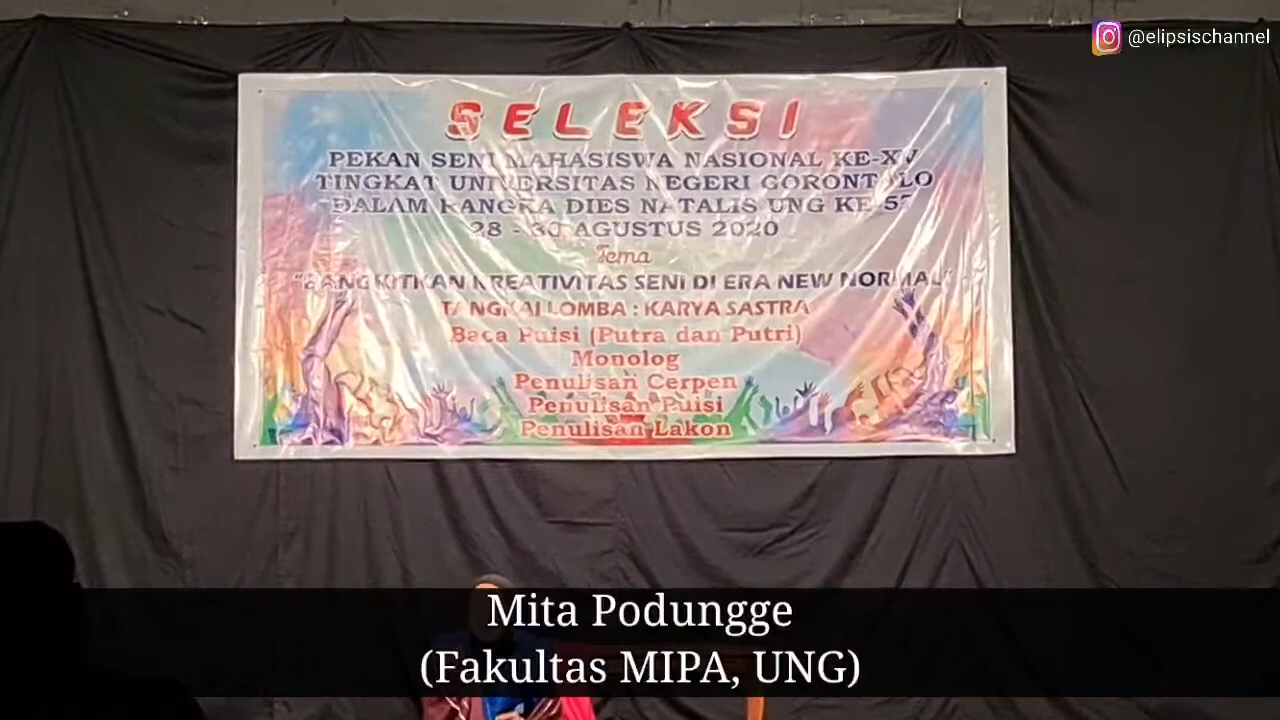 @elipsischannel
SELEKSI
PEKAN SENI MAHASISWA NASIONAL KE-XV
TINGKAT UNIVERSITAS NEGERI GORONTALO
DALAM RANGKA DIES NATALIS UNG KE
28 - 30 AGUSTUS 2020
Tema
"BANGKITKAN KREATIVITAS SENI DI ERA NEW NORMAL"
TANGKAI LOMBA : KARYA SASTRA
Baca Puisi (Putra dan Putri)
Monolog
Penulisan Cerpen
Penulisan Puisi
Penulisan Lakon
Mita Podungge
(Fakultas MIPA, UNG)